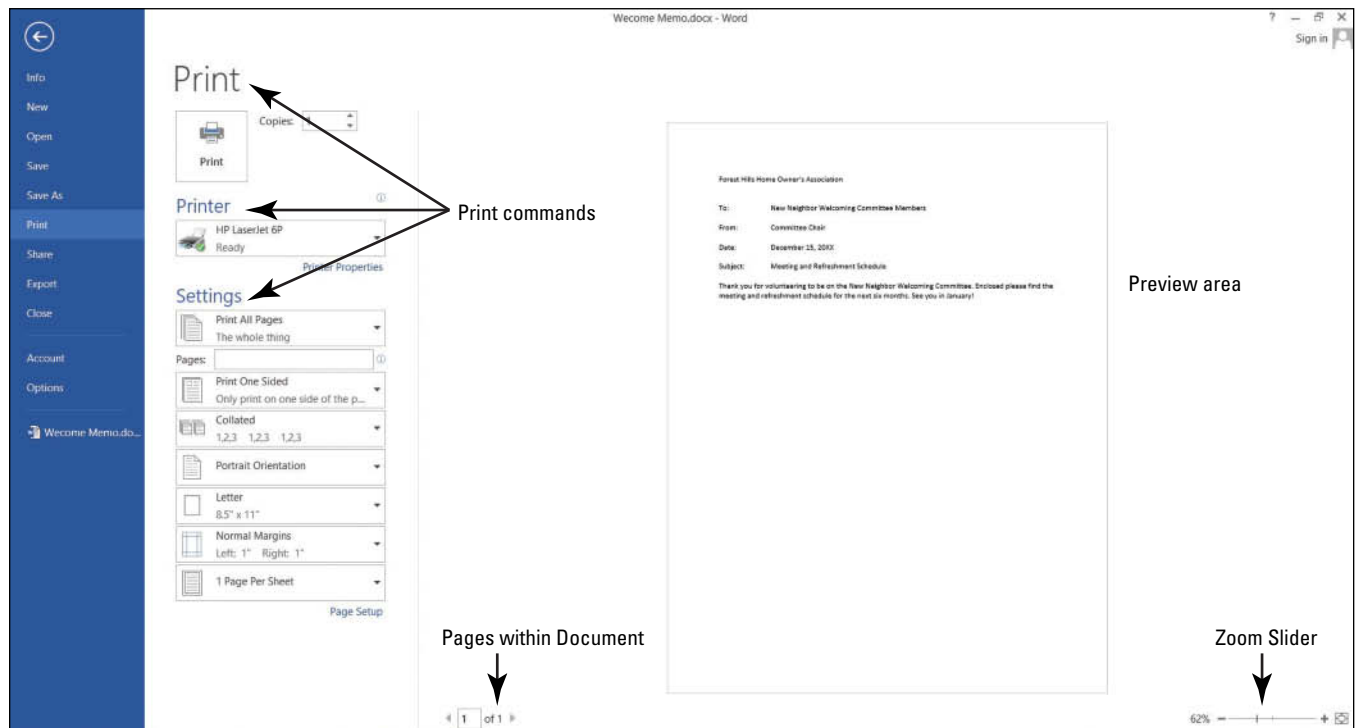 Wecome Memo.docx - Word
?
Sign in
Info
New
Open
Save
Save As
Print
Share
Export
Close
Account
Options
Wecome Memo.do...
Print
Print
Copies:
Printer
HP LaserJet 6P
Ready
Printer Properties
Settings
Print All Pages
The whole thing
Pages:
Print One Sided
Only print on one side of the p...
Collated
1,2,3 1,2,3 1,2,3
Portrait Orientation
Letter
8.5" x 11"
Normal Margins
Left: 1" Right: 1"
1 Page Per Sheet
Page Setup
Print commands
Forest Hills Home Owner's Association
To: New Neighbor Welcoming Committee Members
From: Committee Chair
Date: December 15, 20XX
Subject: Meeting and Refreshment Schedule
Thank you for volunteering to be on the New Neighbor Welcoming Committee. Enclosed please find the
meeting and refreshment schedule for the next six months. See you in January!
Preview area
Pages within Document
Zoom Slider
1 of 1
62%